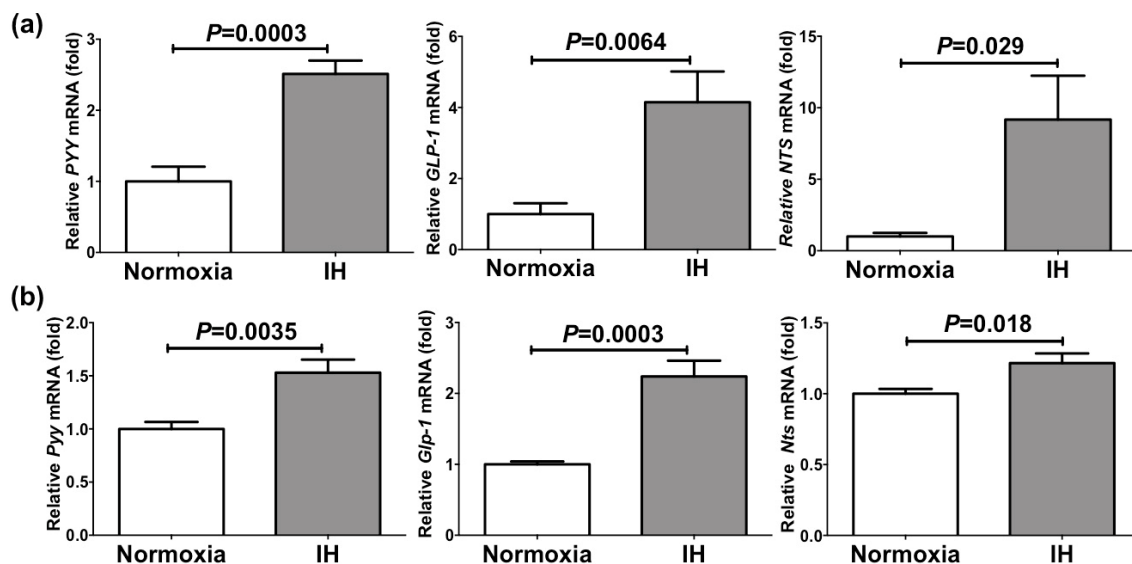 (a)
P=0.0003
Relative PYY mRNA (fold)
3
2
1
0
Normoxia IH
P=0.0064
Relative GLP-1 mRNA (fold)
6
4
2
0
Normoxia IH
P=0.029
Relative NTS mRNA (fold)
15
10
5
0
Normoxia IH
(b)
P=0.0035
Relative Pyy mRNA (fold)
2.0
1.5
1.0
0.5
0.0
Normoxia IH
P=0.0003
Relative Glp-1 mRNA (fold)
3
2
1
0
Normoxia IH
P=0.018
Relative Nts mRNA (fold)
1.5
1.0
0.5
0.0
Normoxia IH